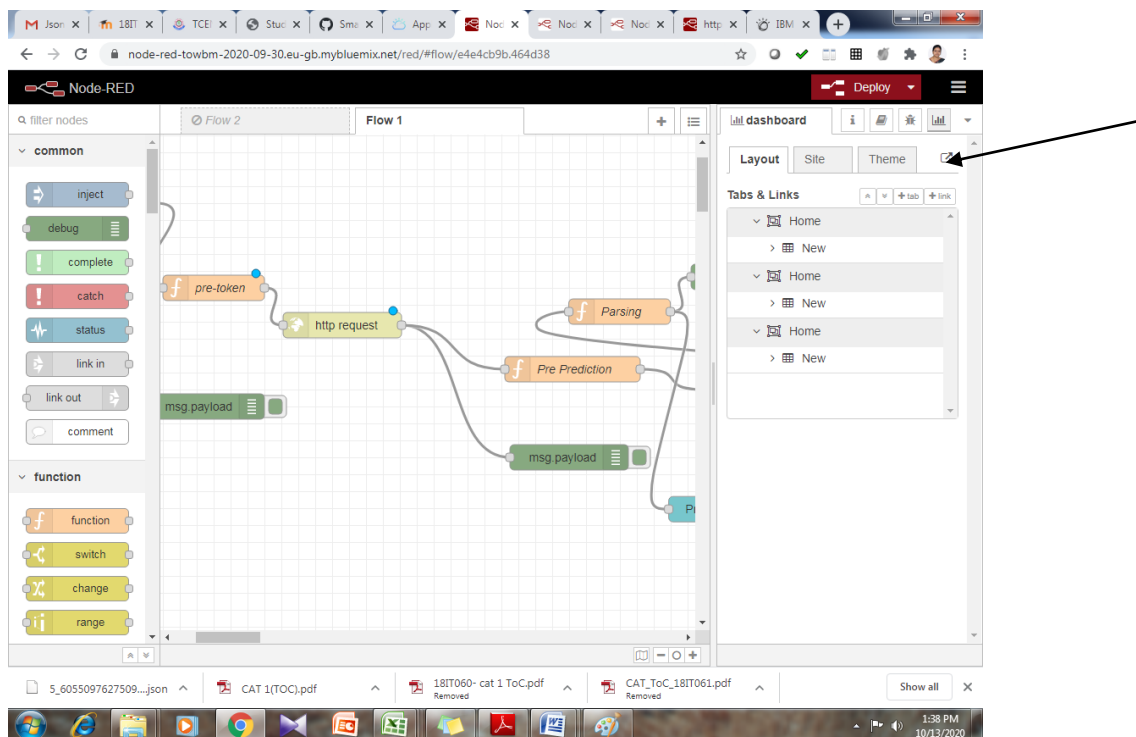 Json
18IT
TCE
Stuc
Sma
App
Nod
Nod
Nod
http
IBM
node-red-towbm-2020-09-30.eu-gb.mybluemix.net/red/#flow/e4e4cb9b.464d38
Node-RED
Deploy
filter nodes
Flow 2
Flow 1
dashboard
common
Layout
Site
Theme
inject
Tabs & Links
tab
link
debug
Home
New
complete
Home
catch
pre-token
New
status
http request
Parsing
Home
link in
Pre Prediction
New
link out
msg.payload
comment
msg.payload
function
function
switch
change
range
5_6055097627509....json
CAT 1(TOC).pdf
18IT060- cat 1 ToC.pdf
Removed
CAT_ToC_18IT061.pdf
Removed
Show all
1:38 PM
10/13/2020